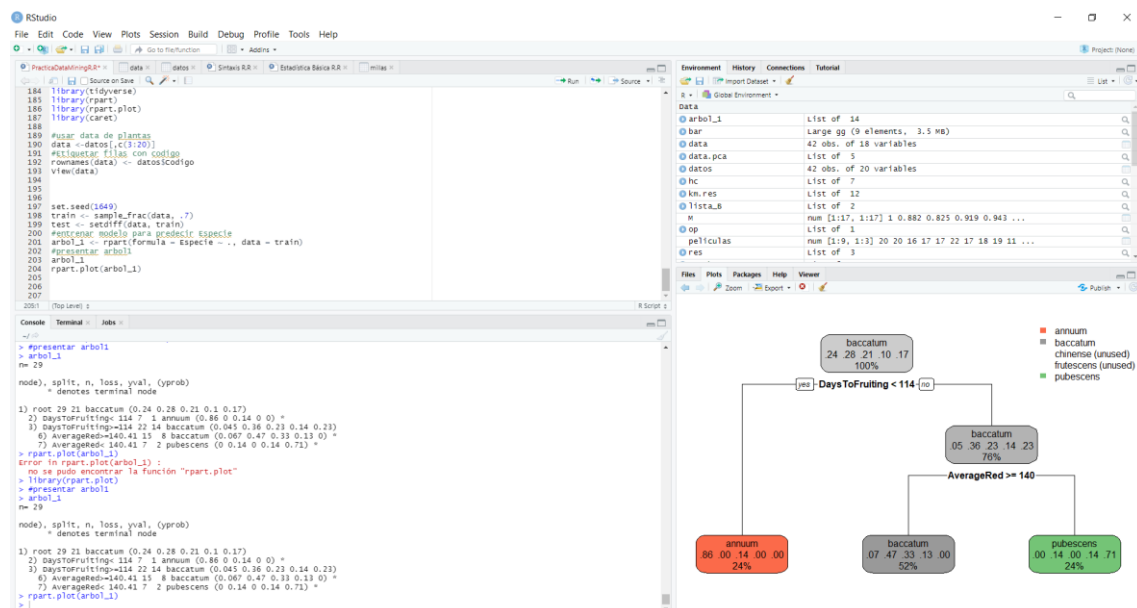 RStudio
File Edit Code View Plots Session Build Debug Profile Tools Help
Go to file/function Addins
Project: (None)
PracticaDataMiningR.R* data datos Sintaxis R.R Estadística Básica R.R millas
Source on Save Run Source
184 library(tidyverse)
185 library(rpart)
186 library(rpart.plot)
187 library(caret)
188
189 #usar data de plantas
190 data <-datos[,c(3:20)]
191 #Etiquetar filas con codigo
192 rownames(data) <- datos$Codigo
193 View(data)
194
195
196
197 set.seed(1649)
198 train <- sample_frac(data, .7)
199 test <- setdiff(data, train)
200 #entrenar modelo para predecir Especie
201 arbol_1 <- rpart(formula = Especie ~ ., data = train)
202 #presentar arbol1
203 arbol_1
204 rpart.plot(arbol_1)
205
206
207
205:1 (Top Level) R Script
Console Terminal Jobs
~/
> #presentar arbol1
> arbol_1
n= 29
node), split, n, loss, yval, (yprob)
* denotes terminal node
1) root 29 21 baccatum (0.24 0.28 0.21 0.1 0.17)
2) DaysToFruiting< 114 7 1 annuum (0.86 0 0.14 0 0) *
3) DaysToFruiting>=114 22 14 baccatum (0.045 0.36 0.23 0.14 0.23)
6) AverageRed>=140.41 15 8 baccatum (0.067 0.47 0.33 0.13 0) *
7) AverageRed< 140.41 7 2 pubescens (0 0.14 0 0.14 0.71) *
> rpart.plot(arbol_1)
Error in rpart.plot(arbol_1) :
no se pudo encontrar la función "rpart.plot"
> library(rpart.plot)
> #presentar arbol1
> arbol_1
n= 29
node), split, n, loss, yval, (yprob)
* denotes terminal node
1) root 29 21 baccatum (0.24 0.28 0.21 0.1 0.17)
2) DaysToFruiting< 114 7 1 annuum (0.86 0 0.14 0 0) *
3) DaysToFruiting>=114 22 14 baccatum (0.045 0.36 0.23 0.14 0.23)
6) AverageRed>=140.41 15 8 baccatum (0.067 0.47 0.33 0.13 0) *
7) AverageRed< 140.41 7 2 pubescens (0 0.14 0 0.14 0.71) *
> rpart.plot(arbol_1)
>
Environment History Connections Tutorial
Import Dataset List
R Global Environment
Data
arbol_1 List of 14
bar Large gg (9 elements, 3.5 MB)
data 42 obs. of 18 variables
data.pca List of 5
datos 42 obs. of 20 variables
hc List of 7
km.res List of 12
lista_B List of 2
M num [1:17, 1:17] 1 0.882 0.825 0.919 0.943 ...
op List of 1
peliculas num [1:9, 1:3] 20 20 16 17 17 22 17 18 19 11 ...
res List of 3
Files Plots Packages Help Viewer
Zoom Export Publish
annuum
baccatum
chinense (unused)
frutescens (unused)
pubescens
baccatum
.24 .28 .21 .10 .17
100%
yes DaysToFruiting < 114 no
baccatum
.05 .36 .23 .14 .23
76%
AverageRed >= 140
annuum
.86 .00 .14 .00 .00
24%
baccatum
.07 .47 .33 .13 .00
52%
pubescens
.00 .14 .00 .14 .71
24%